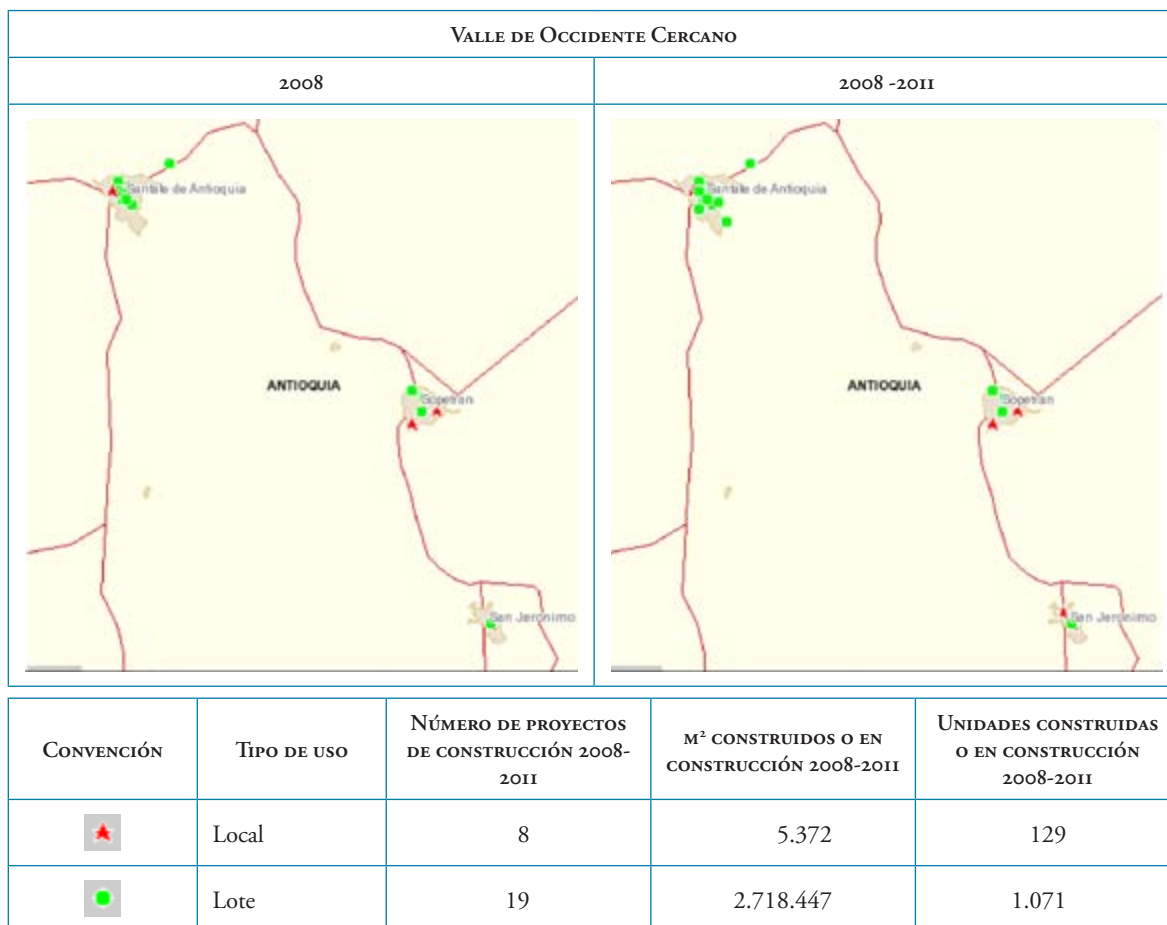 Valle de Occidente Cercano
2008
2008 -2011
Santafe de Antioquia
ANTIOQUIA
Sopetran
San Jeronimo
Santafe de Antioquia
ANTIOQUIA
Sopetran
San Jeronimo
Convención
Tipo de uso
Número de proyectos
de construcción 2008-
2011
m² construidos o en
construcción 2008-2011
Unidades construidas
o en construcción
2008-2011
Local
8
5.372
129
Lote
19
2.718.447
1.071